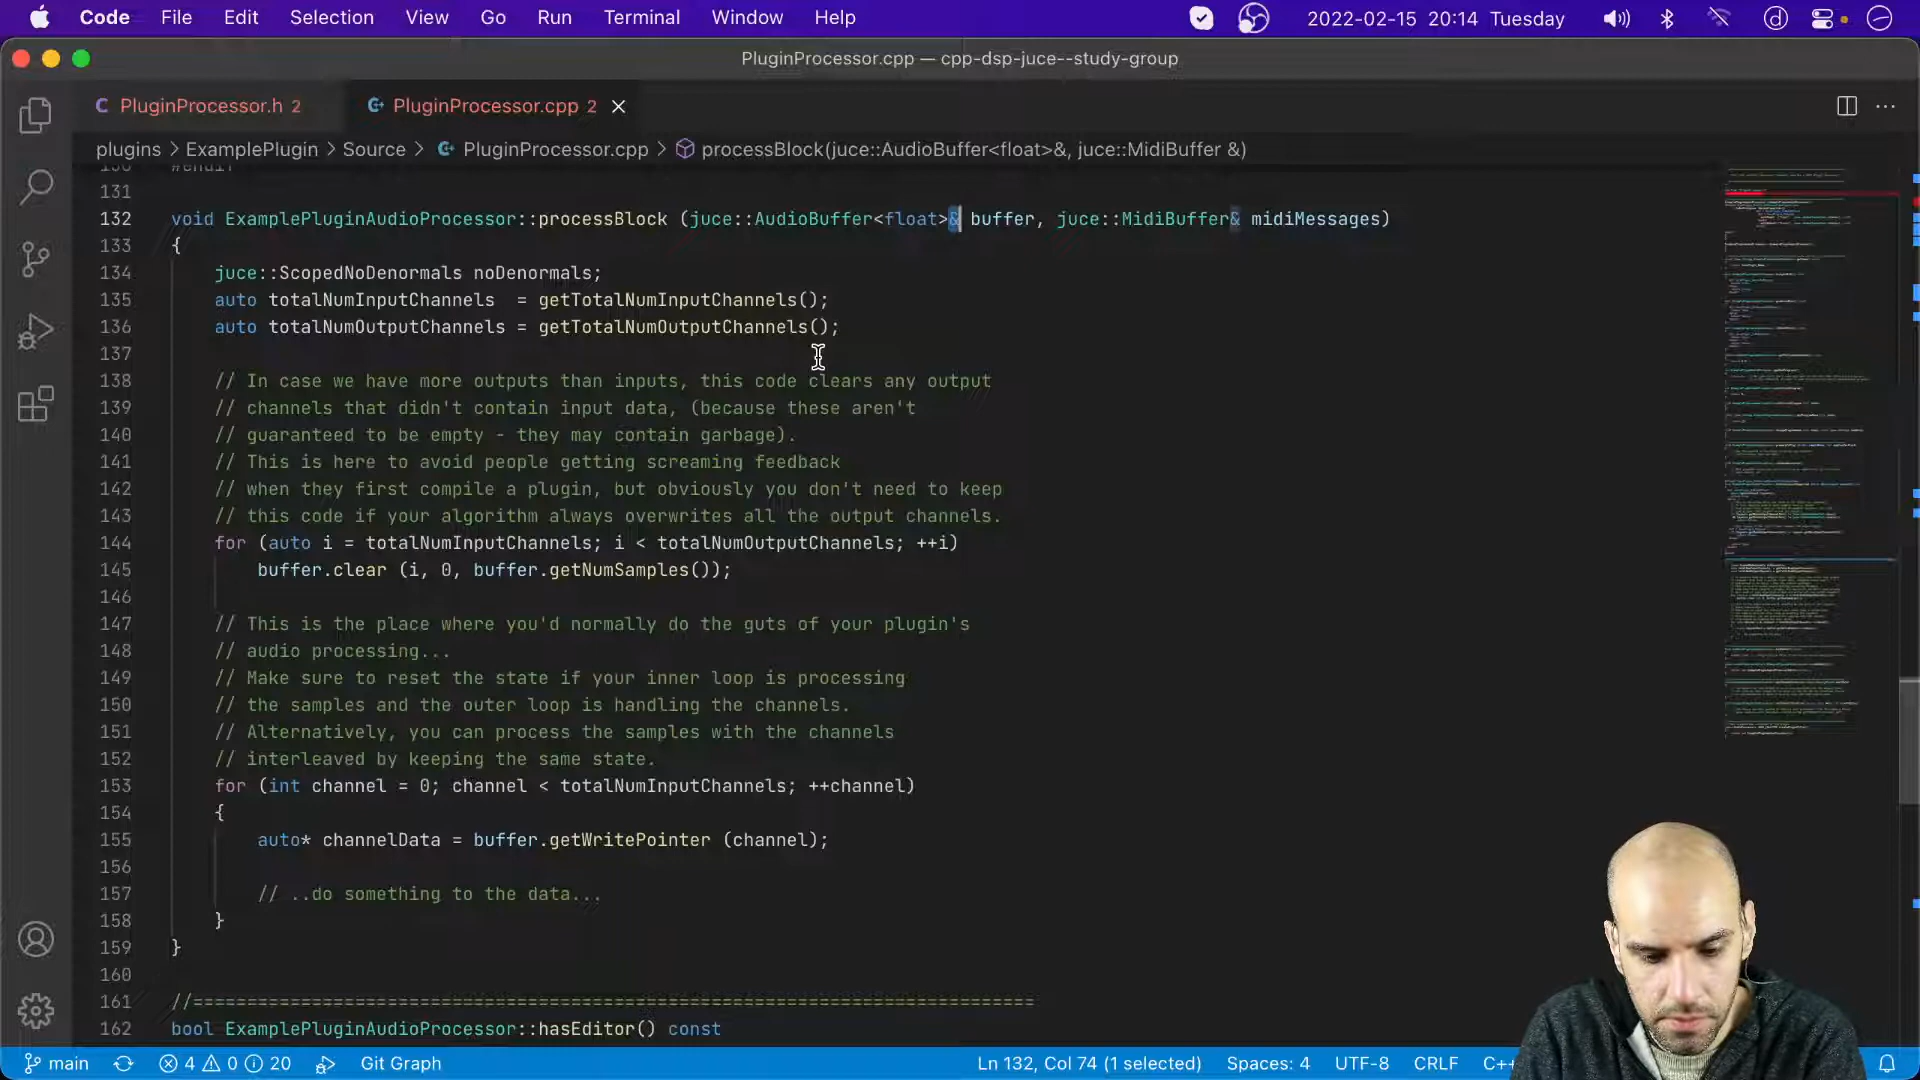 Code File Edit Selection View Go Run Terminal Window Help 2022-02-15 20:14 Tuesday
PluginProcessor.cpp — cpp-dsp-juce--study-group
PluginProcessor.h 2 PluginProcessor.cpp 2
plugins > ExamplePlugin > Source > PluginProcessor.cpp > processBlock(juce::AudioBuffer<float>&, juce::MidiBuffer &)
130 #endif
131
132 void ExamplePluginAudioProcessor::processBlock (juce::AudioBuffer<float>& buffer, juce::MidiBuffer& midiMessages)
133 {
134 juce::ScopedNoDenormals noDenormals;
135 auto totalNumInputChannels = getTotalNumInputChannels();
136 auto totalNumOutputChannels = getTotalNumOutputChannels();
137
138 // In case we have more outputs than inputs, this code clears any output
139 // channels that didn't contain input data, (because these aren't
140 // guaranteed to be empty - they may contain garbage).
141 // This is here to avoid people getting screaming feedback
142 // when they first compile a plugin, but obviously you don't need to keep
143 // this code if your algorithm always overwrites all the output channels.
144 for (auto i = totalNumInputChannels; i < totalNumOutputChannels; ++i)
145 buffer.clear (i, 0, buffer.getNumSamples());
146
147 // This is the place where you'd normally do the guts of your plugin's
148 // audio processing...
149 // Make sure to reset the state if your inner loop is processing
150 // the samples and the outer loop is handling the channels.
151 // Alternatively, you can process the samples with the channels
152 // interleaved by keeping the same state.
153 for (int channel = 0; channel < totalNumInputChannels; ++channel)
154 {
155 auto* channelData = buffer.getWritePointer (channel);
156
157 // ..do something to the data...
158 }
159 }
160
161 //==============================================================================
162 bool ExamplePluginAudioProcessor::hasEditor() const
main 4 0 20 Git Graph Ln 132, Col 74 (1 selected) Spaces: 4 UTF-8 CRLF C++